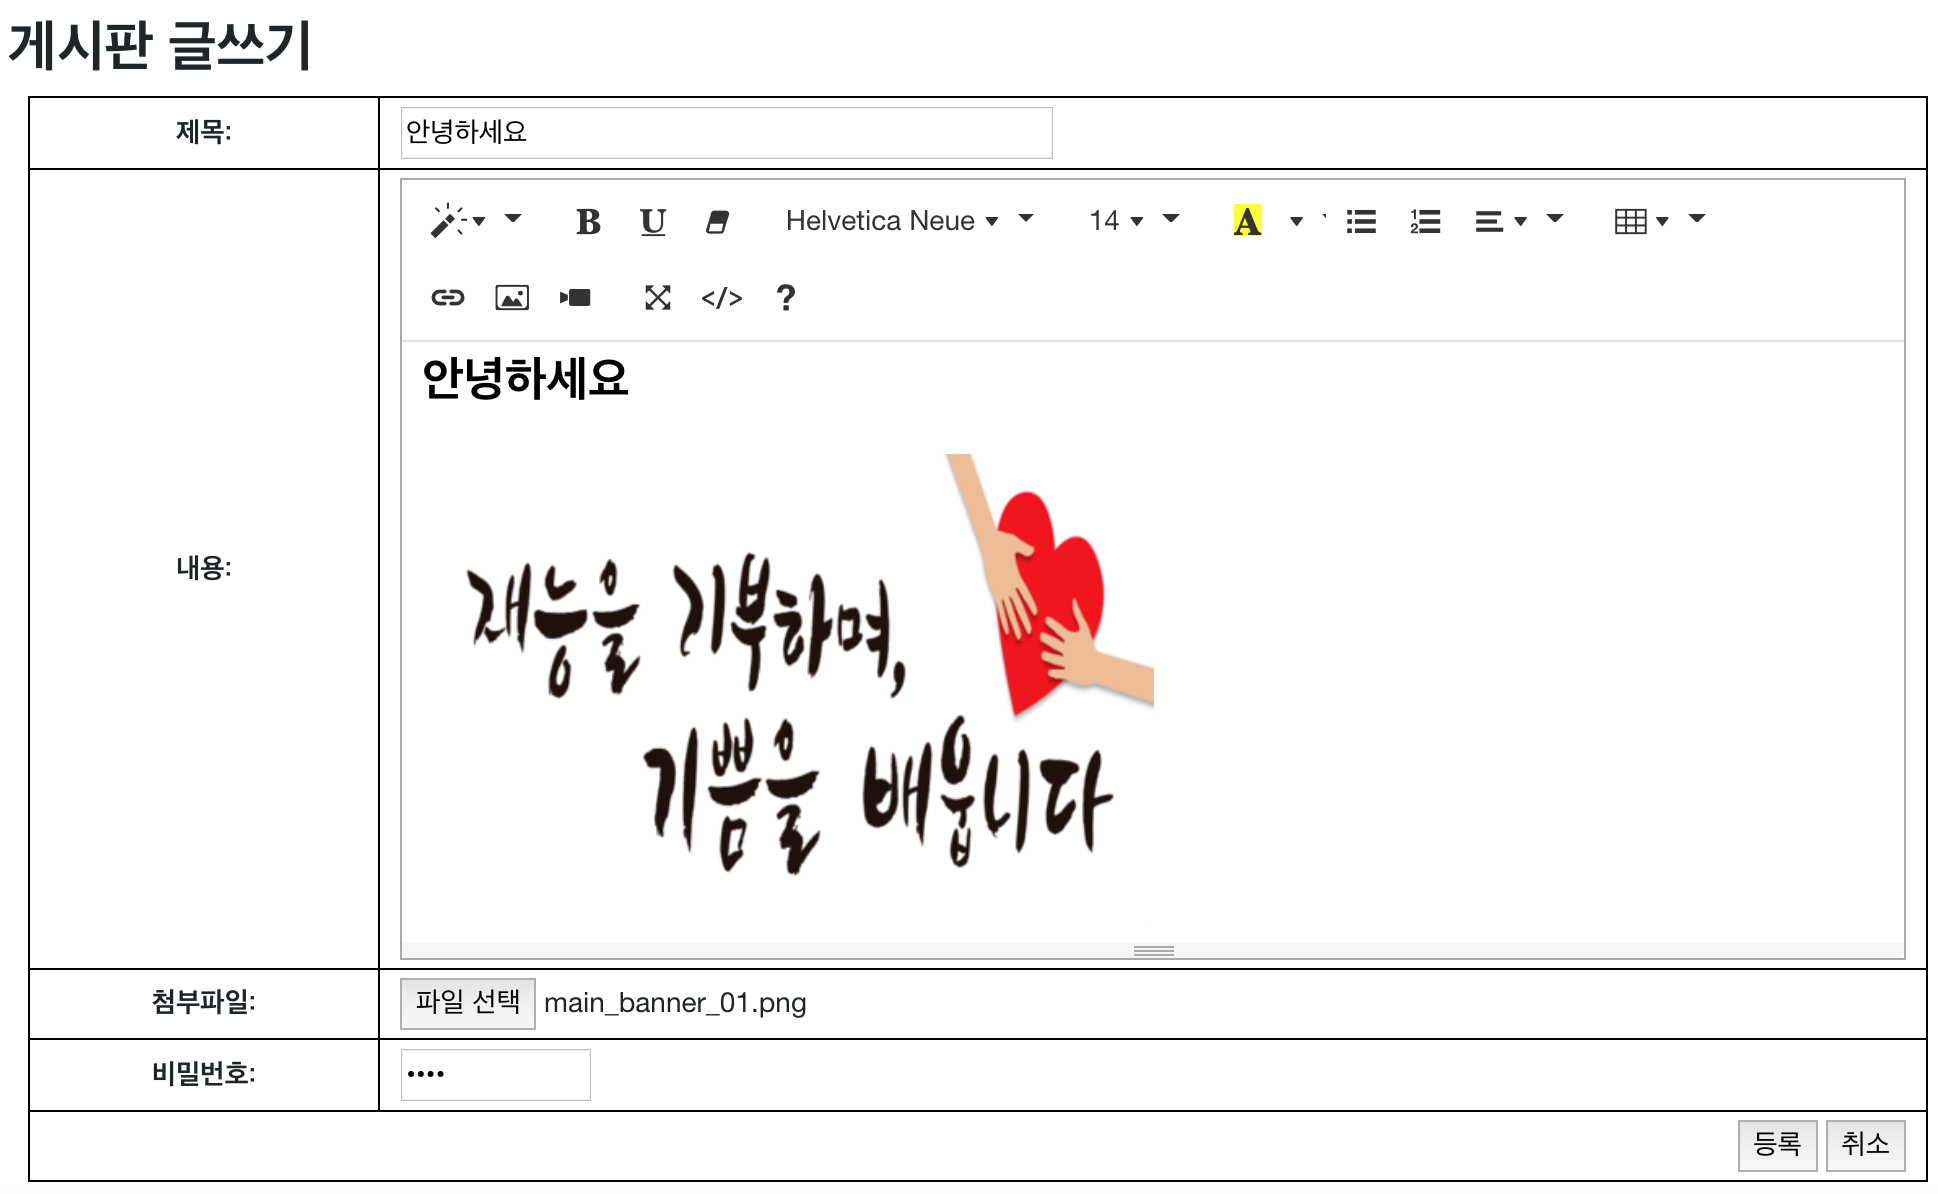 게시판 글쓰기
제목: 안녕하세요
B U Helvetica Neue 14 A
</> ?
내용:
안녕하세요
재능을 기부하며,
기쁨을 배웁니다
첨부파일: 파일 선택 main_banner_01.png
비밀번호: ••••
등록 취소